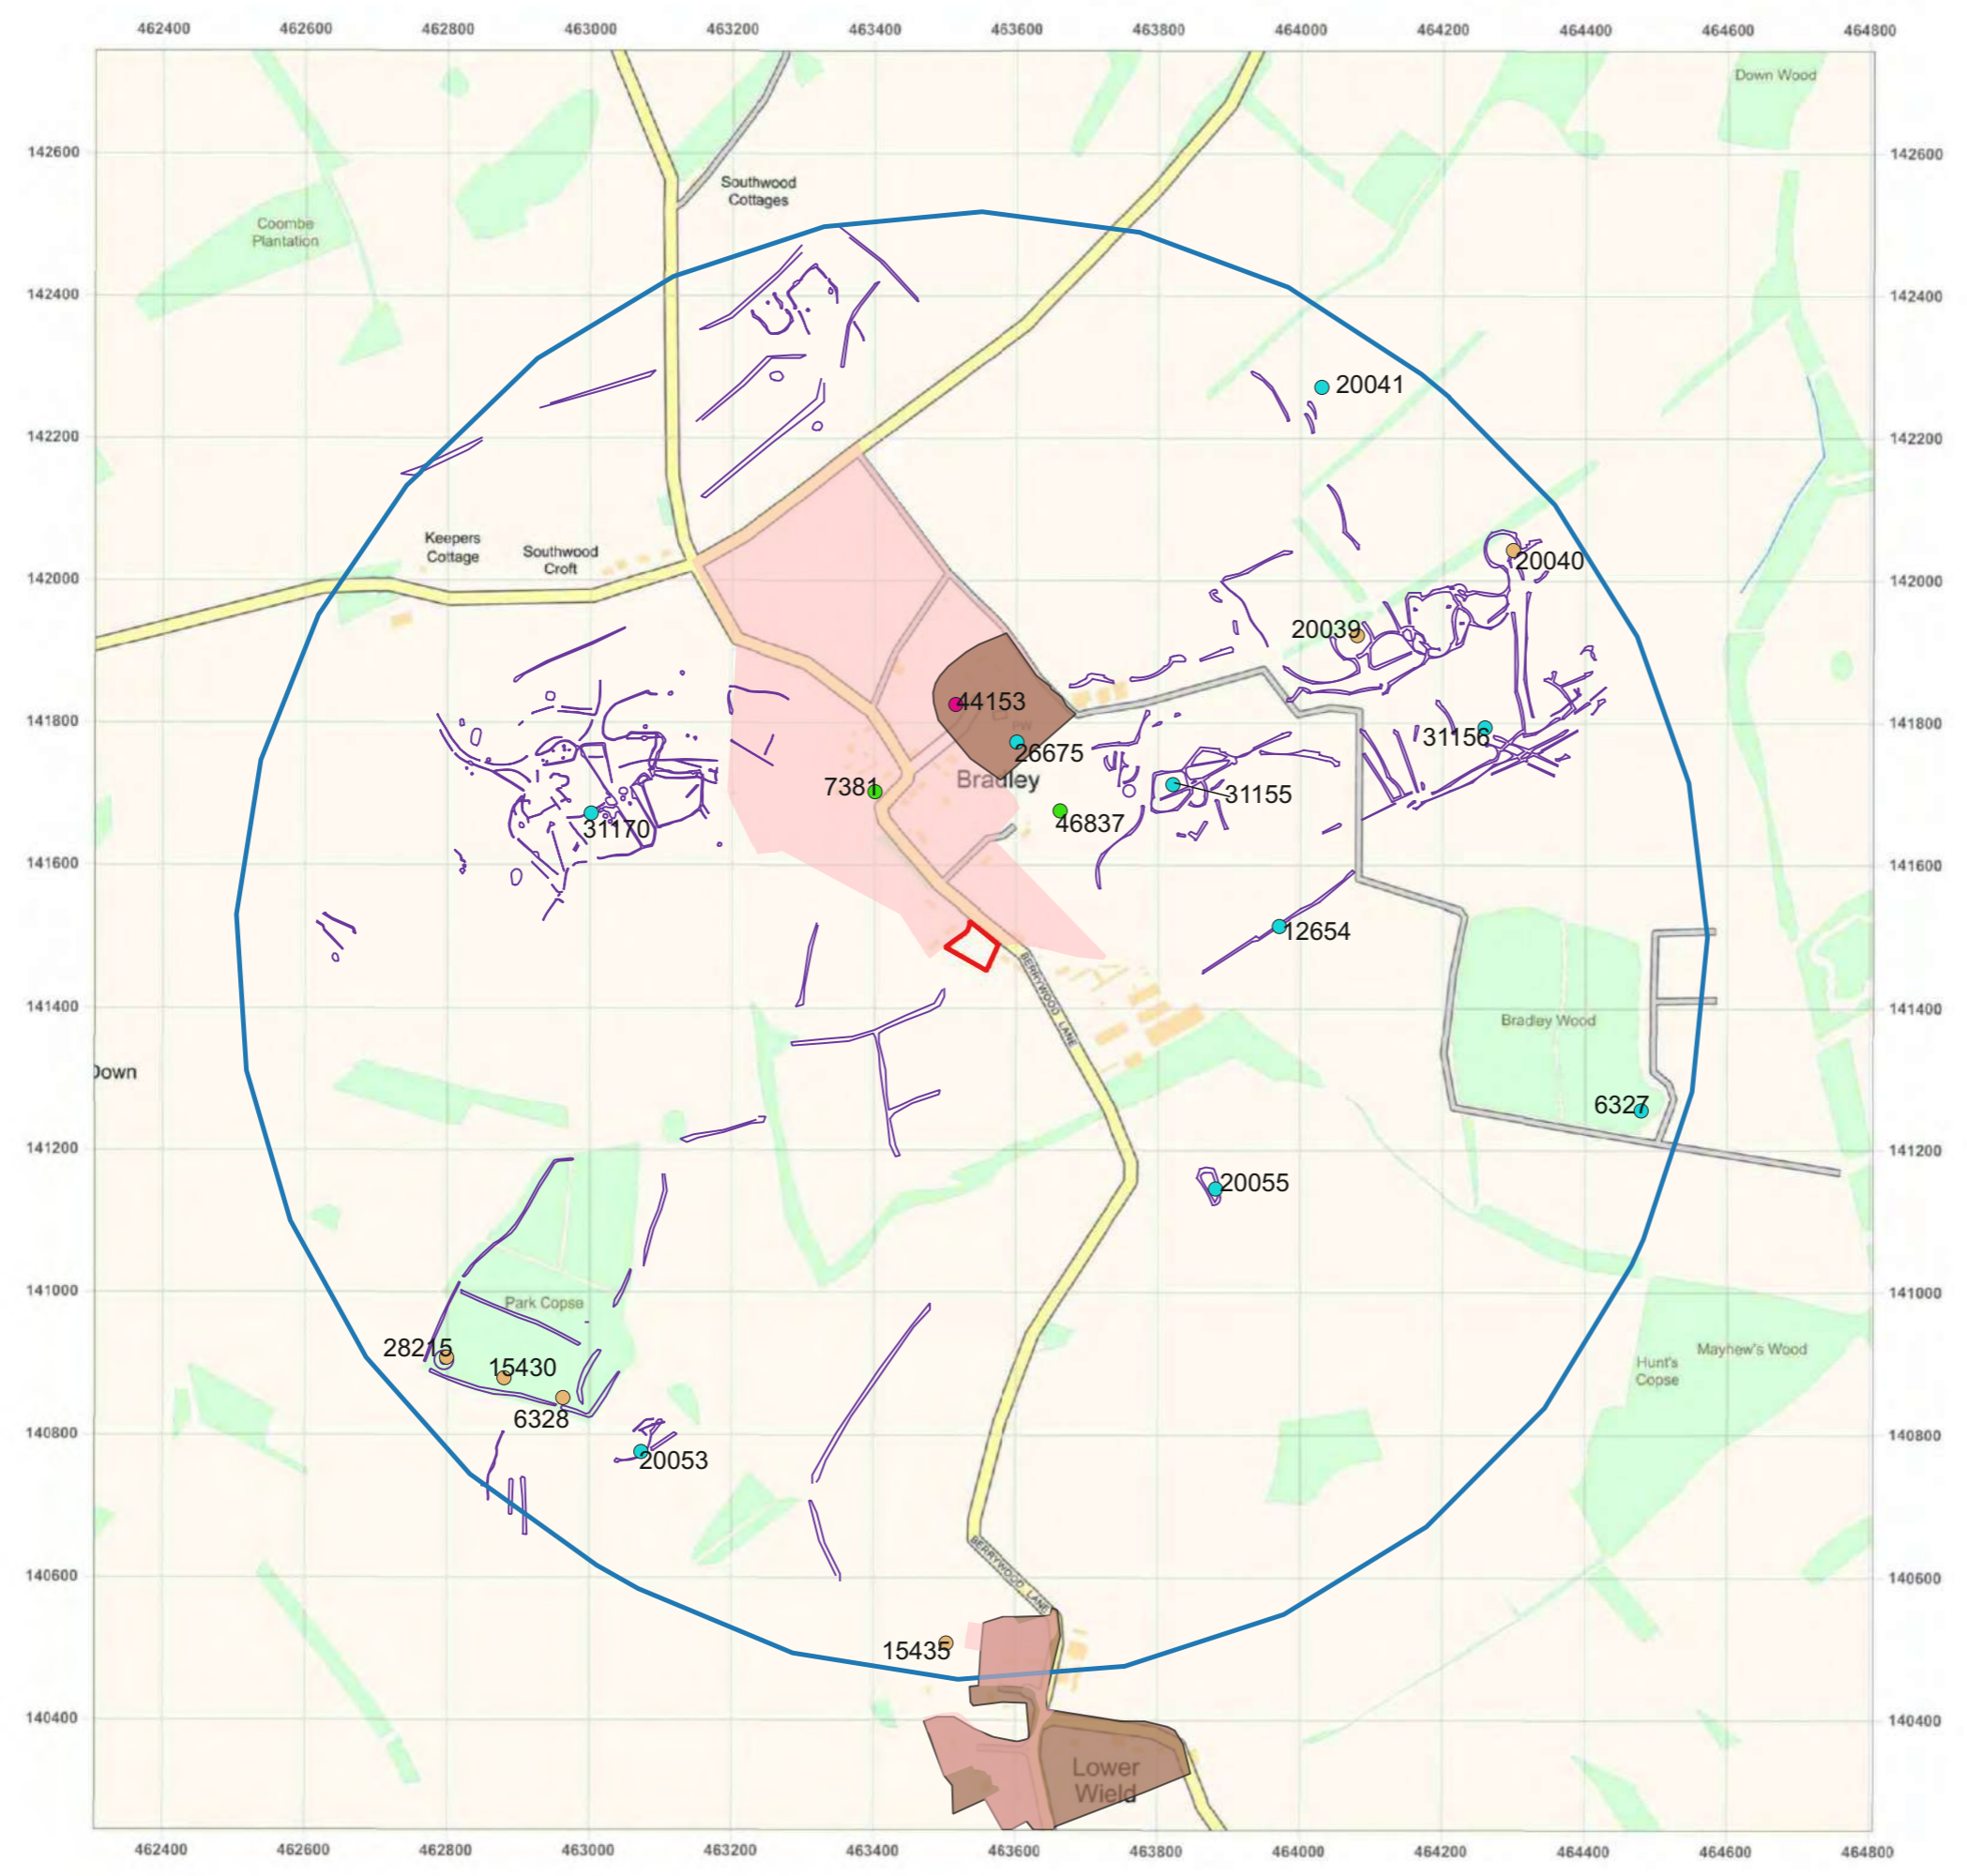 462400 462600 462800 463000 463200 463400 463600 463800 464000 464200 464400 464600 464800
Down Wood
142600 142600
Southwood
Cottages
Coombe
Plantation
142400 142400
20041
142200 142200
Keepers
Cottage
Southwood
Croft
20040
142000 142000
20039
44153
141800 141800
PW
31156
26675
Bradley
7381
31155
46837
31170
141600 141600
12654
BERRYWOOD LANE
141400 141400
Bradley Wood
Down
6327
141200 141200
20055
141000 141000
Park Copse
28215
Mayhew's Wood
Hunt's
Copse
15430
6328
140800 140800
20053
140600 140600
BERRYWOOD LANE
15435
140400 140400
Lower
Wield
462400 462600 462800 463000 463200 463400 463600 463800 464000 464200 464400 464600 464800